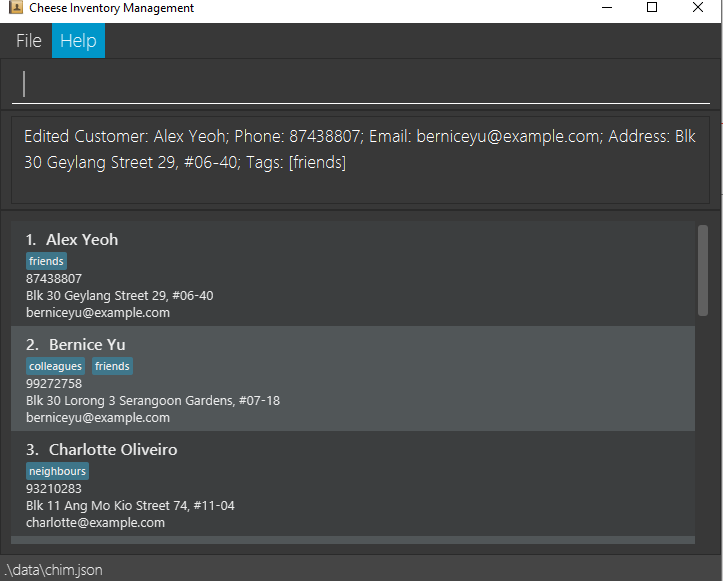 Cheese Inventory Management
File Help
Edited Customer: Alex Yeoh; Phone: 87438807; Email: berniceyu@example.com; Address: Blk
30 Geylang Street 29, #06-40; Tags: [friends]
1. Alex Yeoh
friends
87438807
Blk 30 Geylang Street 29, #06-40
berniceyu@example.com
2. Bernice Yu
colleagues friends
99272758
Blk 30 Lorong 3 Serangoon Gardens, #07-18
berniceyu@example.com
3. Charlotte Oliveiro
neighbours
93210283
Blk 11 Ang Mo Kio Street 74, #11-04
charlotte@example.com
.\data\chim.json